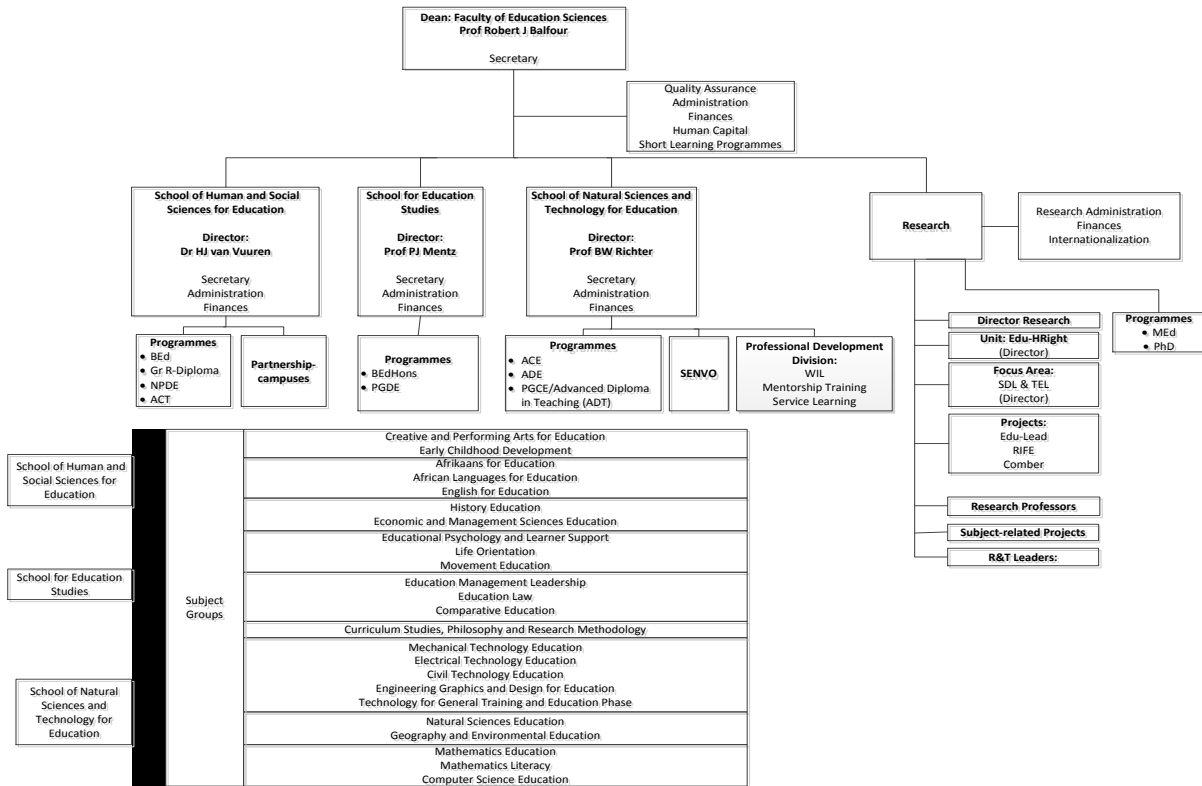 Dean: Faculty of Education Sciences
Prof Robert J Balfour
Secretary
Quality Assurance
Administration
Finances
Human Capital
Short Learning Programmes
School of Human and Social
Sciences for Education
Director:
Dr HJ van Vuuren
Secretary
Administration
Finances
School for Education
Studies
Director:
Prof PJ Mentz
Secretary
Administration
Finances
School of Natural Sciences and
Technology for Education
Director:
Prof BW Richter
Secretary
Administration
Finances
Research
Research Administration
Finances
Internationalization
Programmes
• BEd
• Gr R-Diploma
• NPDE
• ACT
Partnership-
campuses
Programmes
• BEdHons
• PGDE
Programmes
• ACE
• ADE
• PGCE/Advanced Diploma
in Teaching (ADT)
SENVO
Professional Development
Division:
WIL
Mentorship Training
Service Learning
Director Research
Unit: Edu-HRight
(Director)
Focus Area:
SDL & TEL
(Director)
Projects:
Edu-Lead
RIFE
Comber
Research Professors
Subject-related Projects
R&T Leaders:
Programmes
• MEd
• PhD
School of Human and
Social Sciences for
Education
School for Education
Studies
School of Natural
Sciences and
Technology for
Education
Subject
Groups
Creative and Performing Arts for Education
Early Childhood Development
Afrikaans for Education
African Languages for Education
English for Education
History Education
Economic and Management Sciences Education
Educational Psychology and Learner Support
Life Orientation
Movement Education
Education Management Leadership
Education Law
Comparative Education
Curriculum Studies, Philosophy and Research Methodology
Mechanical Technology Education
Electrical Technology Education
Civil Technology Education
Engineering Graphics and Design for Education
Technology for General Training and Education Phase
Natural Sciences Education
Geography and Environmental Education
Mathematics Education
Mathematics Literacy
Computer Science Education